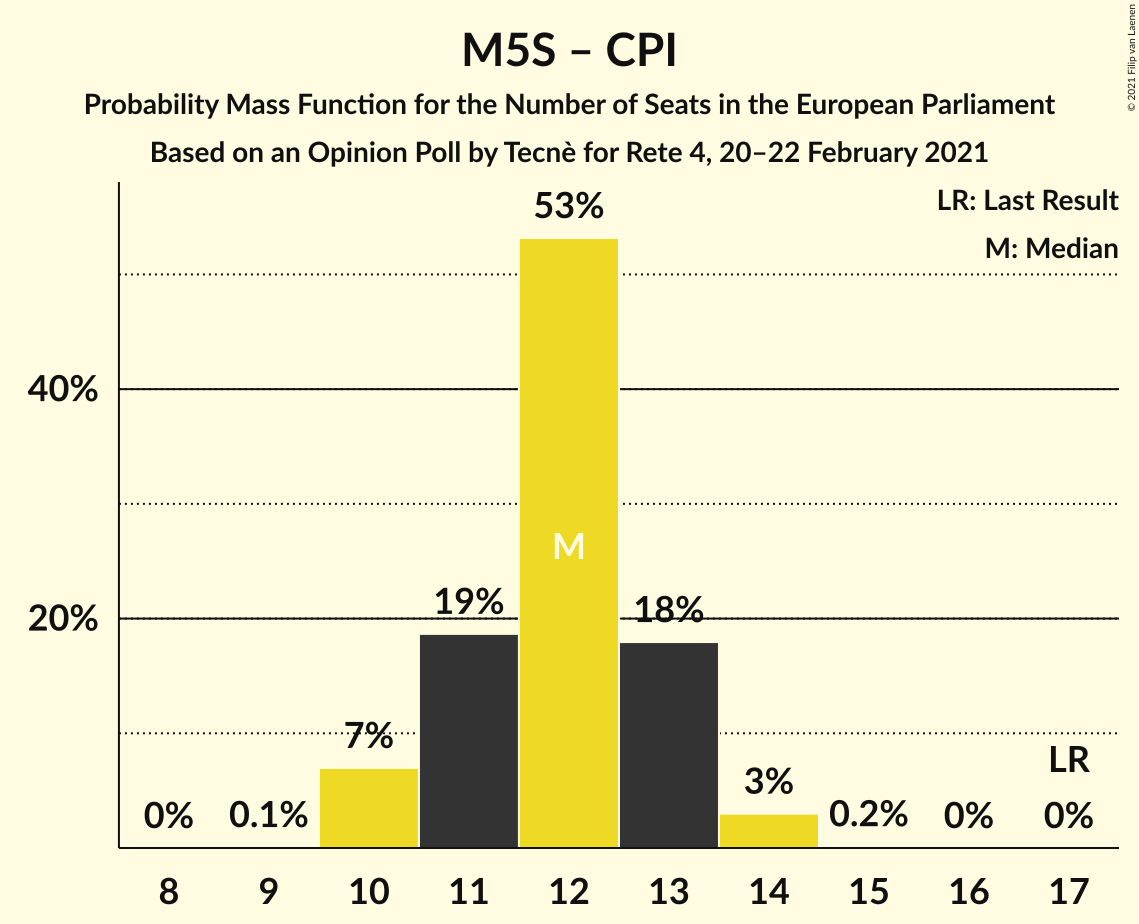 M5S – CPI
Probability Mass Function for the Number of Seats in the European Parliament
Based on an Opinion Poll by Tecnè for Rete 4, 20–22 February 2021
© 2021 Filip van Laenen
LR: Last Result
M: Median
53%
40%
M
19%
18%
20%
7%
LR
3%
0%
0.1%
0.2%
0%
0%
8 9 10 11 12 13 14 15 16 17